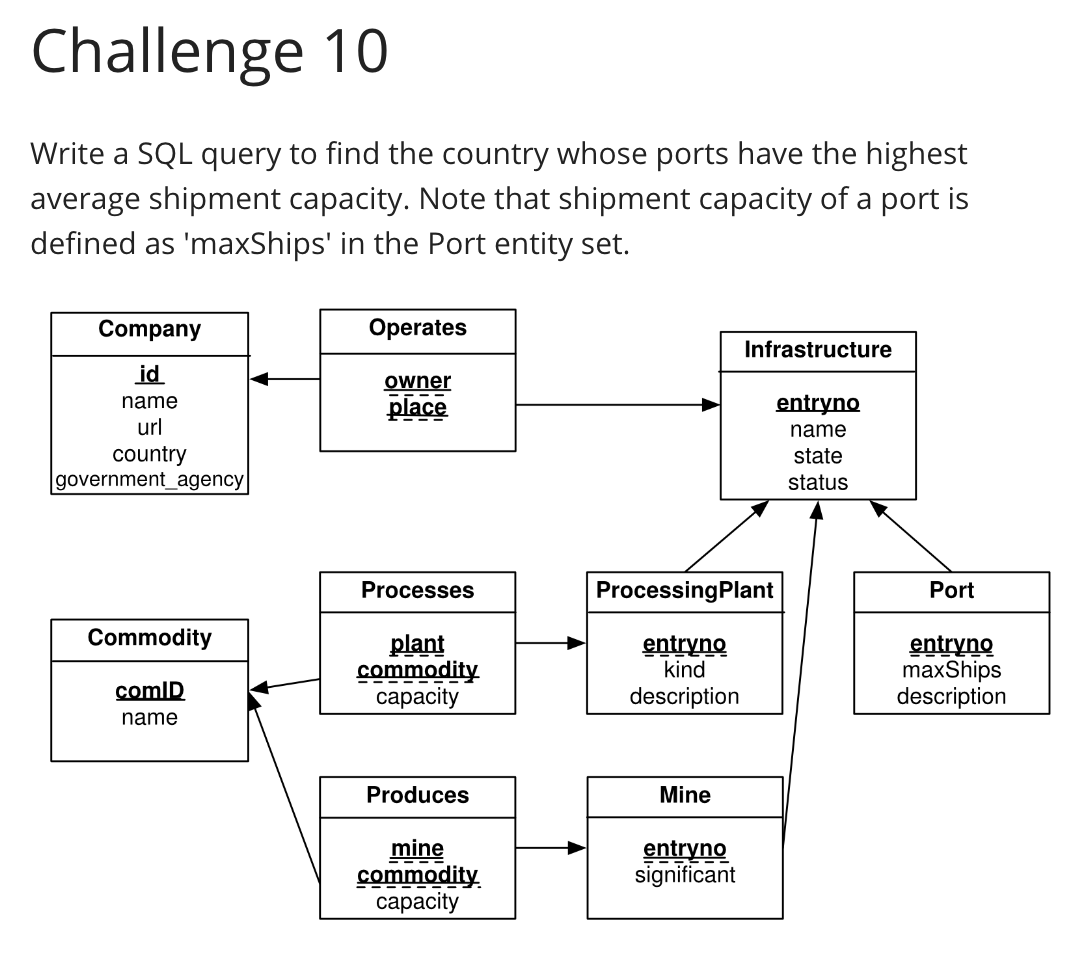 Challenge 10
Write a SQL query to find the country whose ports have the highest
average shipment capacity. Note that shipment capacity of a port is
defined as 'maxShips' in the Port entity set.
Company
id
name
url
country
government_agency
Operates
owner
place
Infrastructure
entryno
name
state
status
Commodity
comID
name
Processes
plant
commodity
capacity
ProcessingPlant
entryno
kind
description
Port
entryno
maxShips
description
Produces
mine
commodity
capacity
Mine
entryno
significant